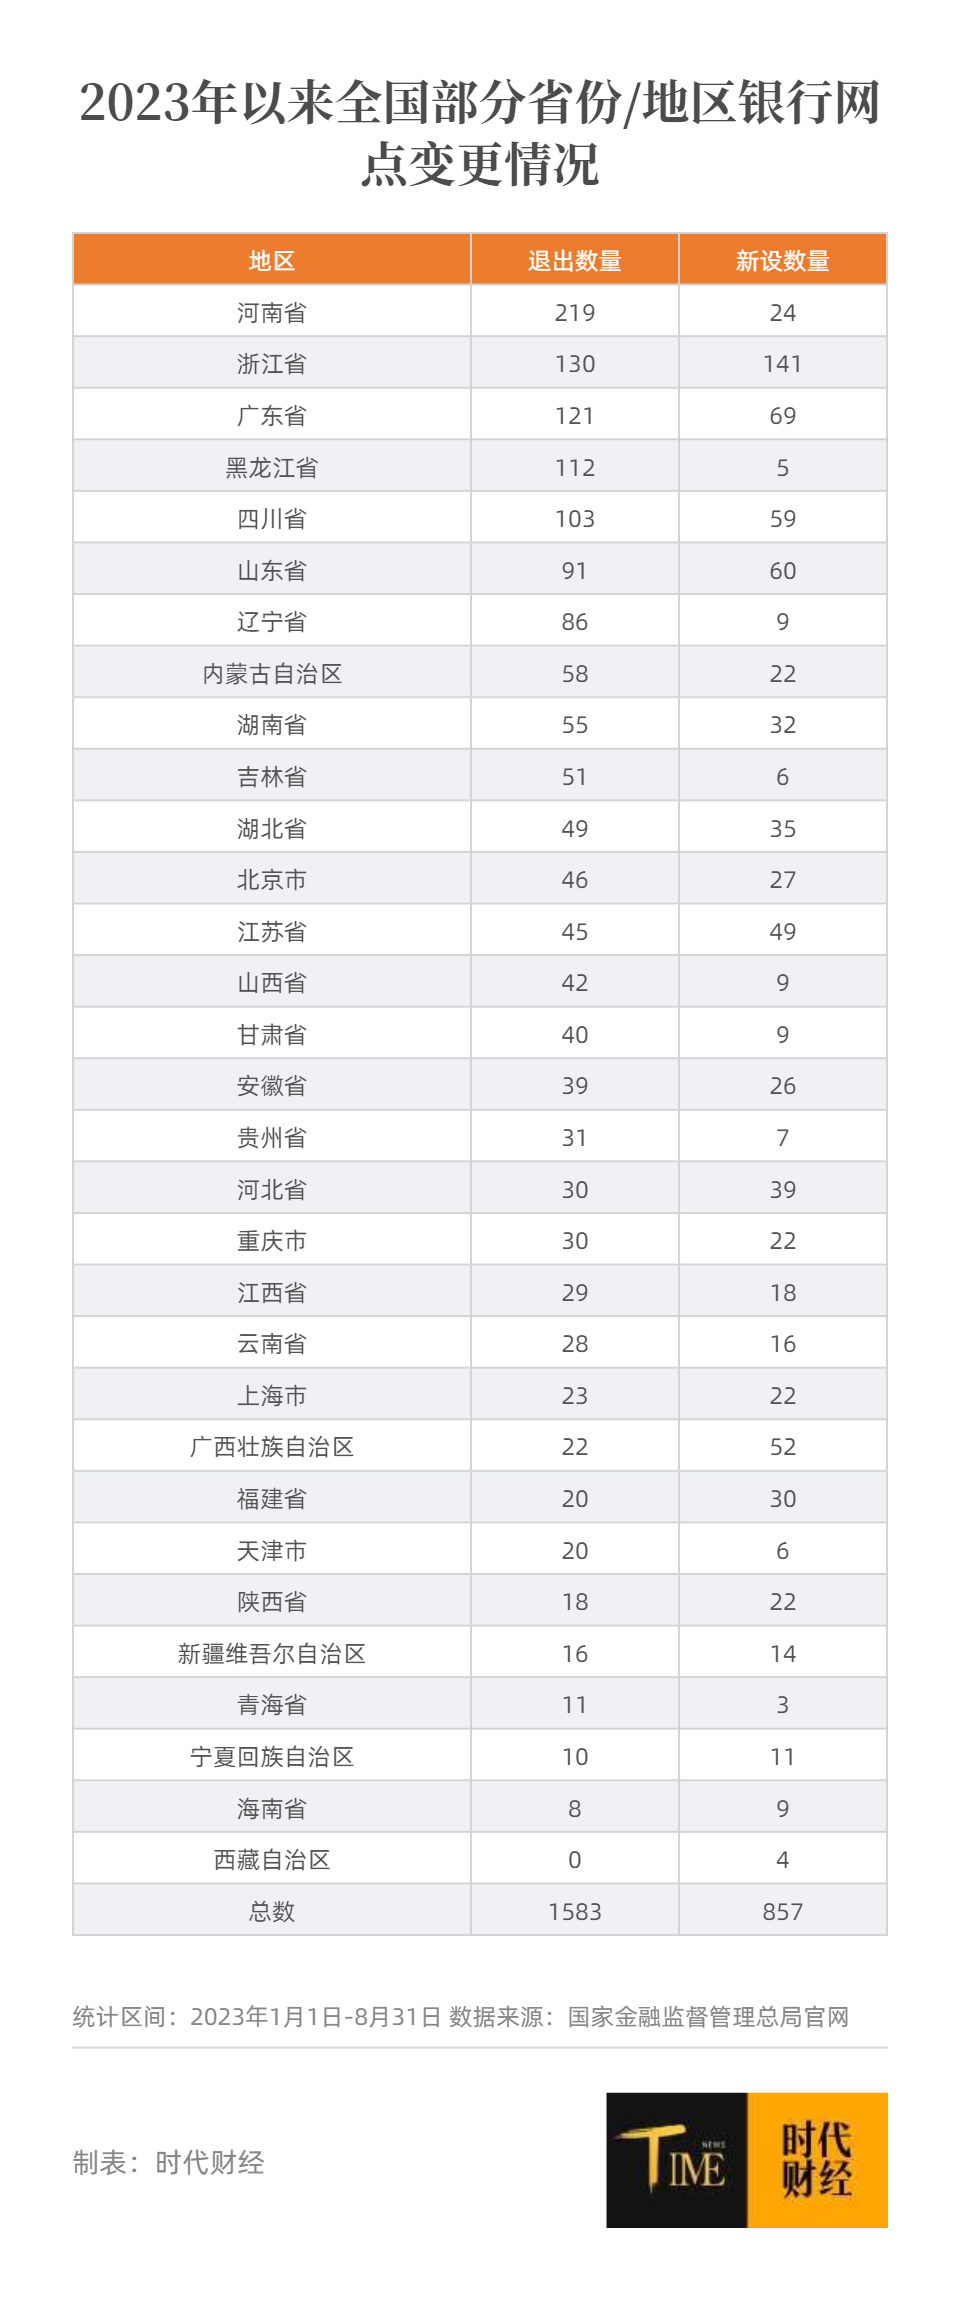 2023年以来全国部分省份/地区银行网
点变更情况
地区 退出数量 新设数量
河南省 219 24
浙江省 130 141
广东省 121 69
黑龙江省 112 5
四川省 103 59
山东省 91 60
辽宁省 86 9
内蒙古自治区 58 22
湖南省 55 32
吉林省 51 6
湖北省 49 35
北京市 46 27
江苏省 45 49
山西省 42 9
甘肃省 40 9
安徽省 39 26
贵州省 31 7
河北省 30 39
重庆市 30 22
江西省 29 18
云南省 28 16
上海市 23 22
广西壮族自治区 22 52
福建省 20 30
天津市 20 6
陕西省 18 22
新疆维吾尔自治区 16 14
青海省 11 3
宁夏回族自治区 10 11
海南省 8 9
西藏自治区 0 4
总数 1583 857
统计区间：2023年1月1日-8月31日 数据来源：国家金融监督管理总局官网
制表：时代财经
TIME NEWS
时代
财经